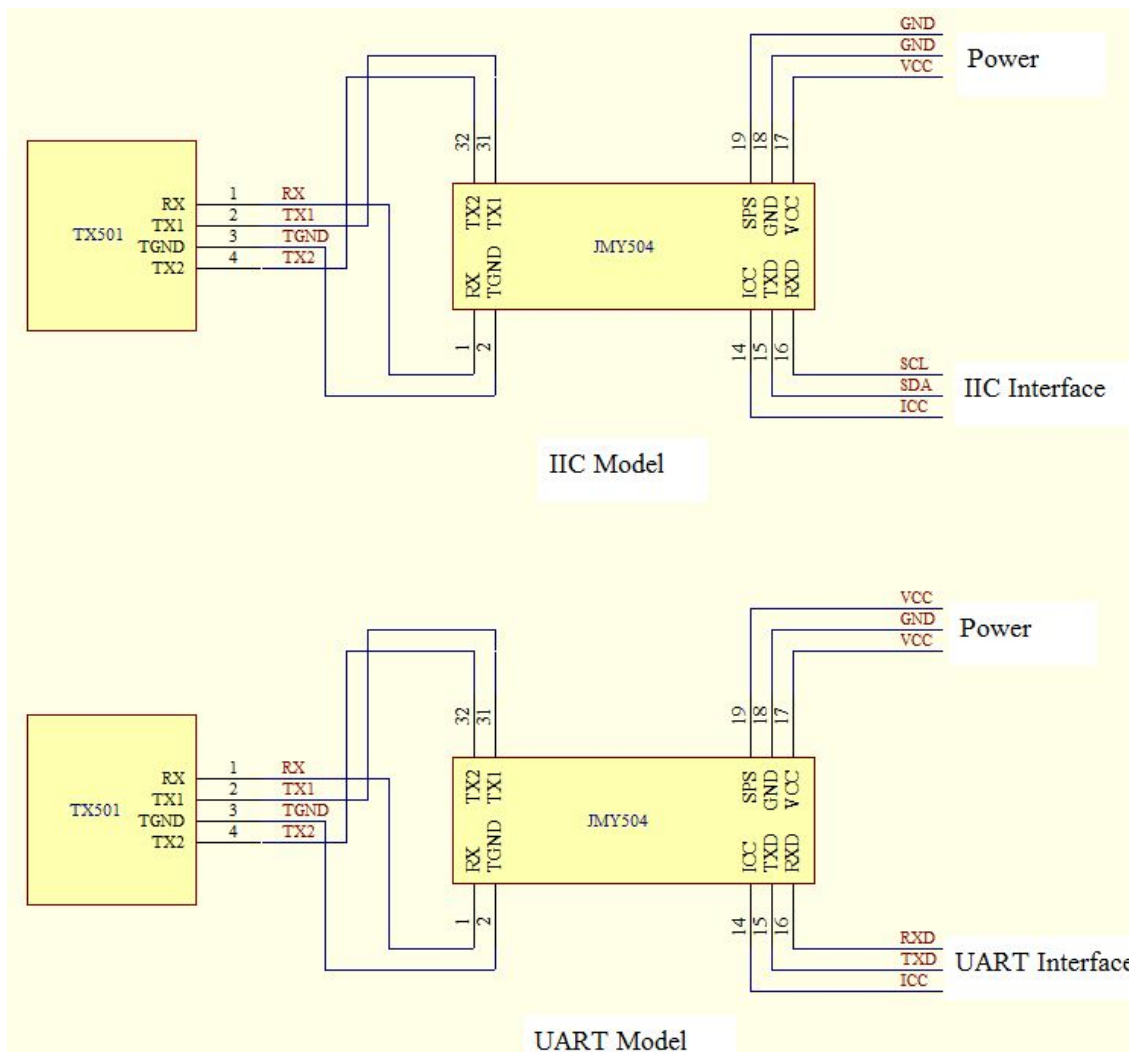 GND
GND
VCC
Power
32
31
19
18
17
TX501
RX
TX1
TGND
TX2
1
2
3
4
RX
TX1
TGND
TX2
TX2
TX1
SPS
GND
VCC
JMY504
RX
TGND
ICC
TXD
RXD
1
2
14
15
16
SCL
SDA
ICC
IIC Interface
IIC Model
VCC
GND
VCC
Power
32
31
19
18
17
TX501
RX
TX1
TGND
TX2
1
2
3
4
RX
TX1
TGND
TX2
TX2
TX1
SPS
GND
VCC
JMY504
RX
TGND
ICC
TXD
RXD
1
2
14
15
16
RXD
TXD
ICC
UART Interface
UART Model